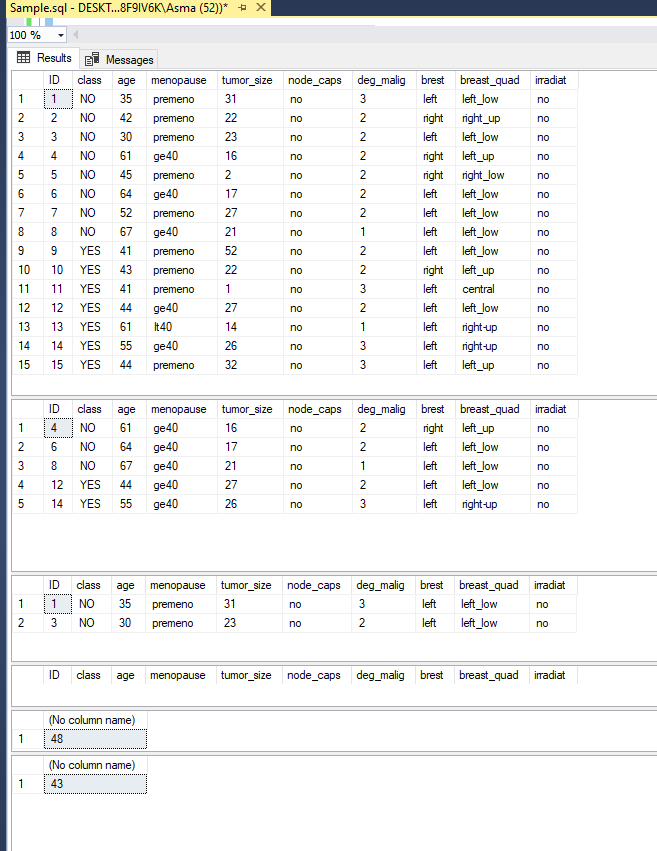 Sample.sql - DESKT...8F9IV6K\Asma (52))*
100 %
Results Messages
ID class age menopause tumor_size node_caps deg_malig brest breast_quad irradiat
1 1 NO 35 premeno 31 no 3 left left_low no
2 2 NO 42 premeno 22 no 2 right right_up no
3 3 NO 30 premeno 23 no 2 left left_low no
4 4 NO 61 ge40 16 no 2 right left_up no
5 5 NO 45 premeno 2 no 2 right right_low no
6 6 NO 64 ge40 17 no 2 left left_low no
7 7 NO 52 premeno 27 no 2 left left_low no
8 8 NO 67 ge40 21 no 1 left left_low no
9 9 YES 41 premeno 52 no 2 left left_low no
10 10 YES 43 premeno 22 no 2 right left_up no
11 11 YES 41 premeno 1 no 3 left central no
12 12 YES 44 ge40 27 no 2 left left_low no
13 13 YES 61 lt40 14 no 1 left right-up no
14 14 YES 55 ge40 26 no 3 left right-up no
15 15 YES 44 premeno 32 no 3 left left_up no
ID class age menopause tumor_size node_caps deg_malig brest breast_quad irradiat
1 4 NO 61 ge40 16 no 2 right left_up no
2 6 NO 64 ge40 17 no 2 left left_low no
3 8 NO 67 ge40 21 no 1 left left_low no
4 12 YES 44 ge40 27 no 2 left left_low no
5 14 YES 55 ge40 26 no 3 left right-up no
ID class age menopause tumor_size node_caps deg_malig brest breast_quad irradiat
1 1 NO 35 premeno 31 no 3 left left_low no
2 3 NO 30 premeno 23 no 2 left left_low no
ID class age menopause tumor_size node_caps deg_malig brest breast_quad irradiat
(No column name)
1 48
(No column name)
1 43